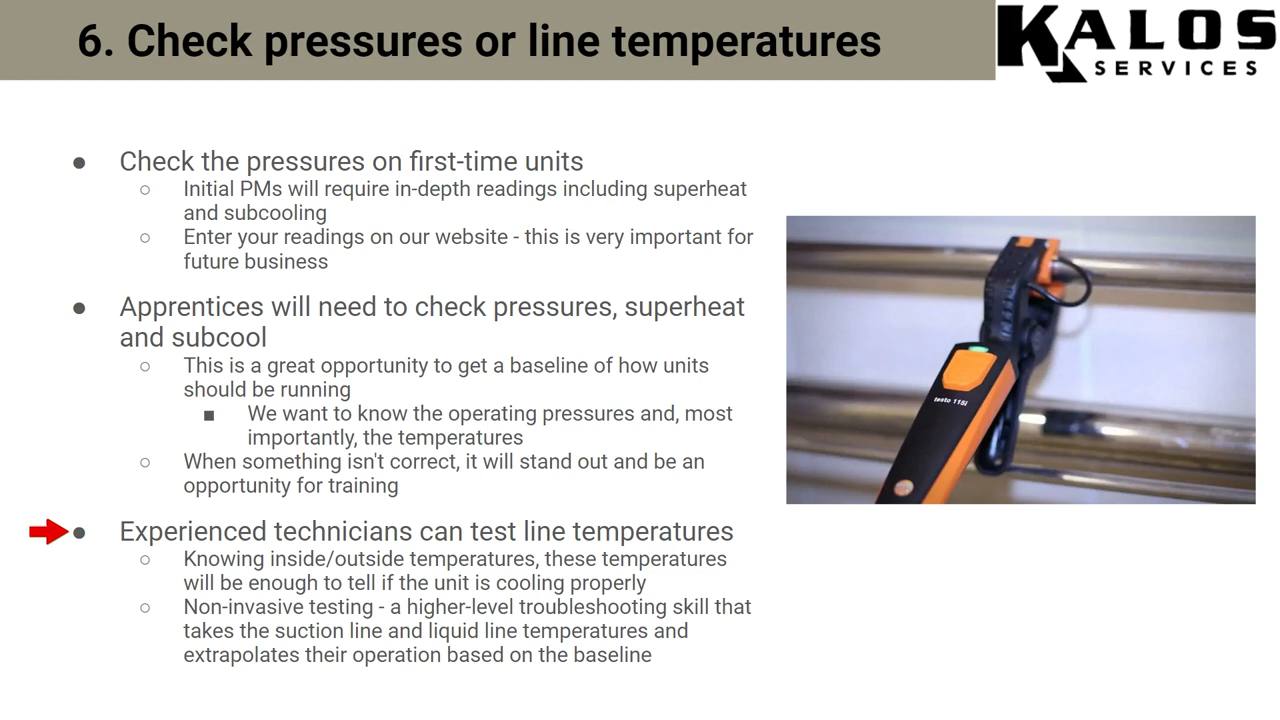 6. Check pressures or line temperatures
KALOS
SERVICES
● Check the pressures on first-time units
○ Initial PMs will require in-depth readings including superheat
and subcooling
○ Enter your readings on our website - this is very important for
future business
● Apprentices will need to check pressures, superheat
and subcool
○ This is a great opportunity to get a baseline of how units
should be running
■ We want to know the operating pressures and, most
importantly, the temperatures
○ When something isn't correct, it will stand out and be an
opportunity for training
● Experienced technicians can test line temperatures
○ Knowing inside/outside temperatures, these temperatures
will be enough to tell if the unit is cooling properly
○ Non-invasive testing - a higher-level troubleshooting skill that
takes the suction line and liquid line temperatures and
extrapolates their operation based on the baseline
testo 115i